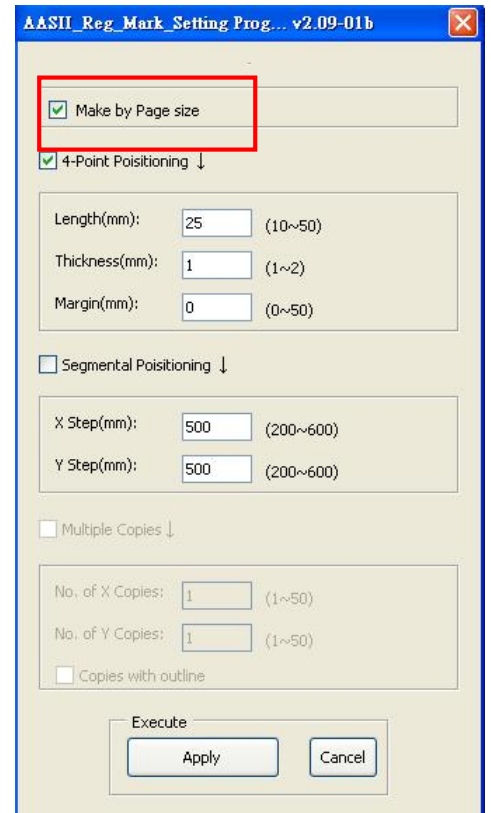 AASII_Reg_Mark_Setting Prog... v2.09-01b
Make by Page size
4-Point Poisitioning ↓
Length(mm): 25 (10~50)
Thickness(mm): 1 (1~2)
Margin(mm): 0 (0~50)
Segmental Poisitioning ↓
X Step(mm): 500 (200~600)
Y Step(mm): 500 (200~600)
Multiple Copies ↓
No. of X Copies: 1 (1~50)
No. of Y Copies: 1 (1~50)
Copies with outline
Execute
Apply Cancel